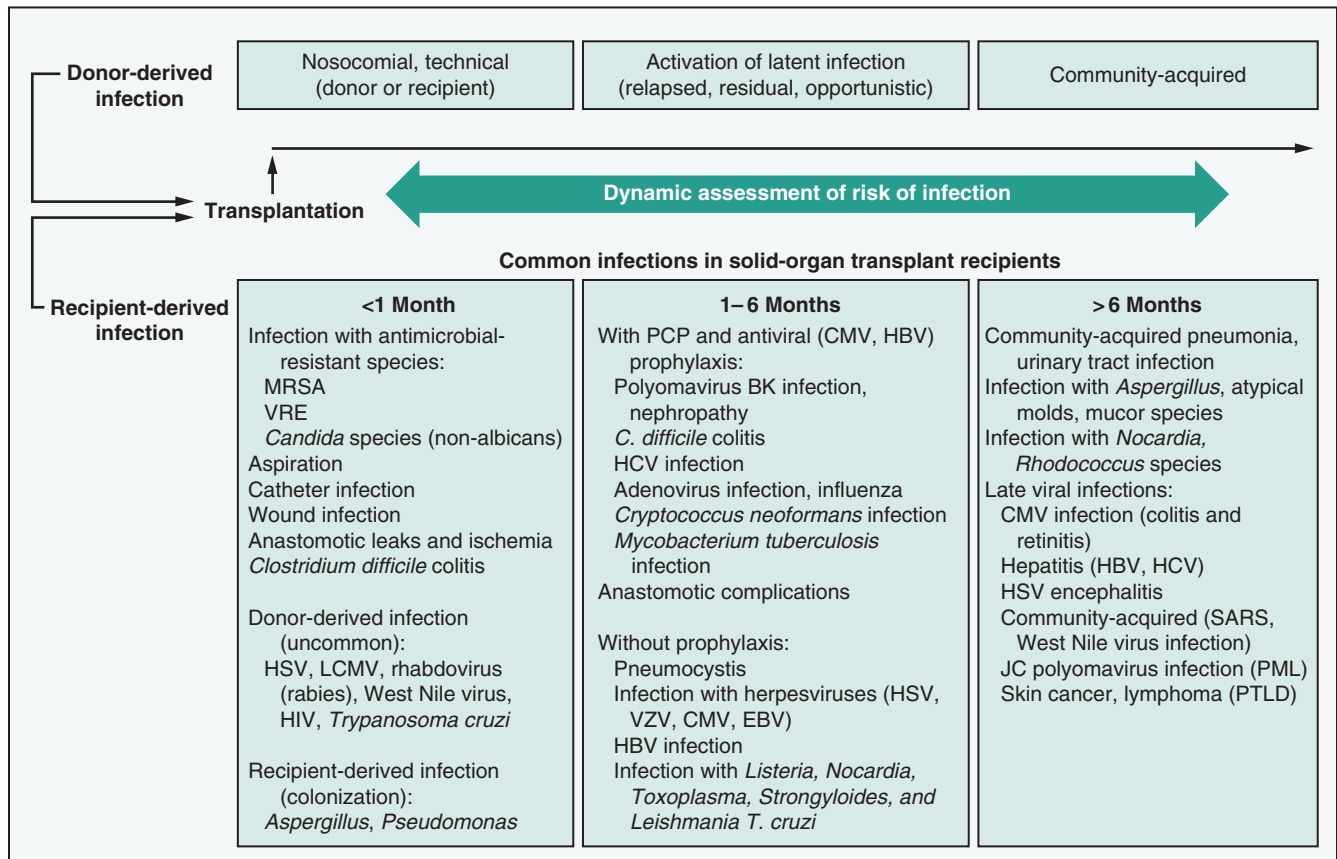 Donor-derived
infection
Nosocomial, technical
(donor or recipient)
Activation of latent infection
(relapsed, residual, opportunistic)
Community-acquired
Dynamic assessment of risk of infection
Transplantation
Recipient-derived
infection
Common infections in solid-organ transplant recipients
<1 Month
Infection with antimicrobial-
resistant species:
MRSA
VRE
Candida species (non-albicans)
Aspiration
Catheter infection
Wound infection
Anastomotic leaks and ischemia
Clostridium difficile colitis
Donor-derived infection
(uncommon):
HSV, LCMV, rhabdovirus
(rabies), West Nile virus,
HIV, Trypanosoma cruzi
Recipient-derived infection
(colonization):
Aspergillus, Pseudomonas
1–6 Months
With PCP and antiviral (CMV, HBV)
prophylaxis:
Polyomavirus BK infection,
nephropathy
C. difficile colitis
HCV infection
Adenovirus infection, influenza
Cryptococcus neoformans infection
Mycobacterium tuberculosis
infection
Anastomotic complications
Without prophylaxis:
Pneumocystis
Infection with herpesviruses (HSV,
VZV, CMV, EBV)
HBV infection
Infection with Listeria, Nocardia,
Toxoplasma, Strongyloides, and
Leishmania T. cruzi
>6 Months
Community-acquired pneumonia,
urinary tract infection
Infection with Aspergillus, atypical
molds, mucor species
Infection with Nocardia,
Rhodococcus species
Late viral infections:
CMV infection (colitis and
retinitis)
Hepatitis (HBV, HCV)
HSV encephalitis
Community-acquired (SARS,
West Nile virus infection)
JC polyomavirus infection (PML)
Skin cancer, lymphoma (PTLD)